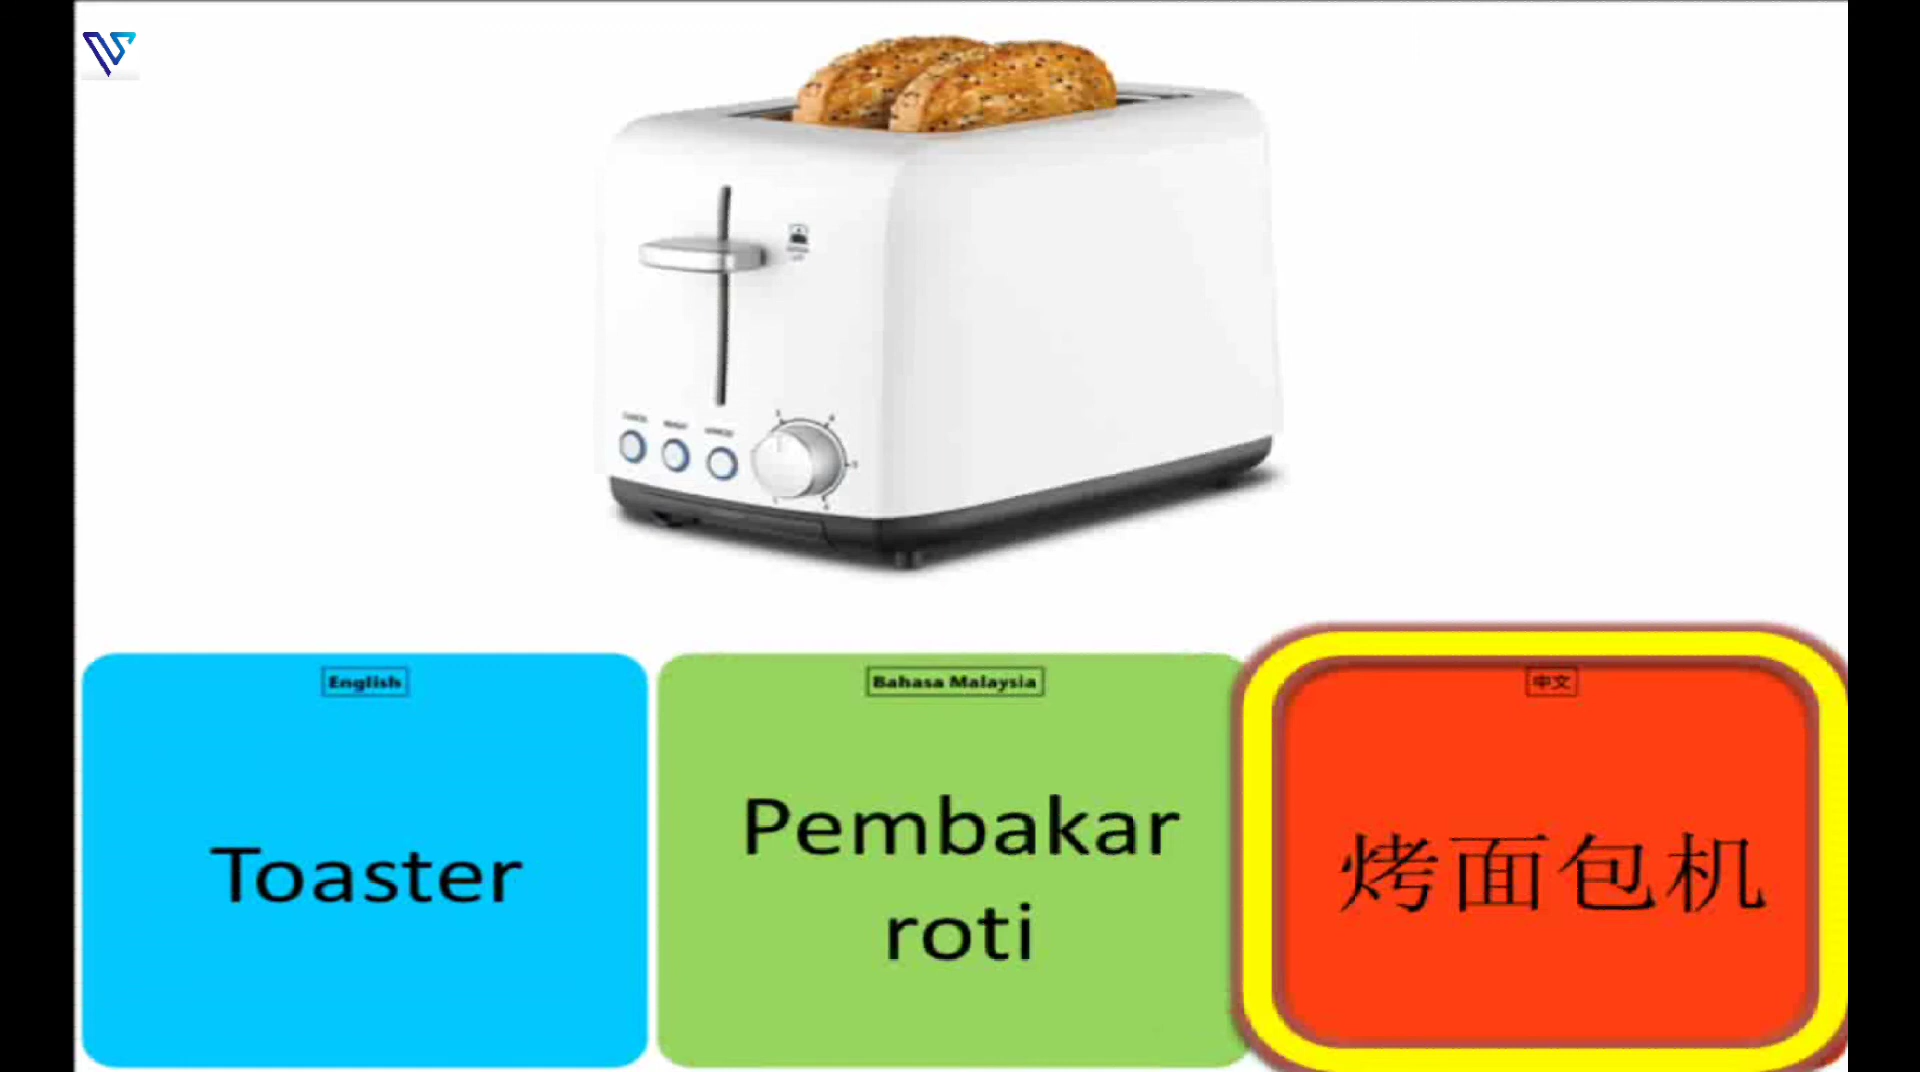 English
Toaster
Bahasa Malaysia
Pembakar
roti
中文
烤面包机